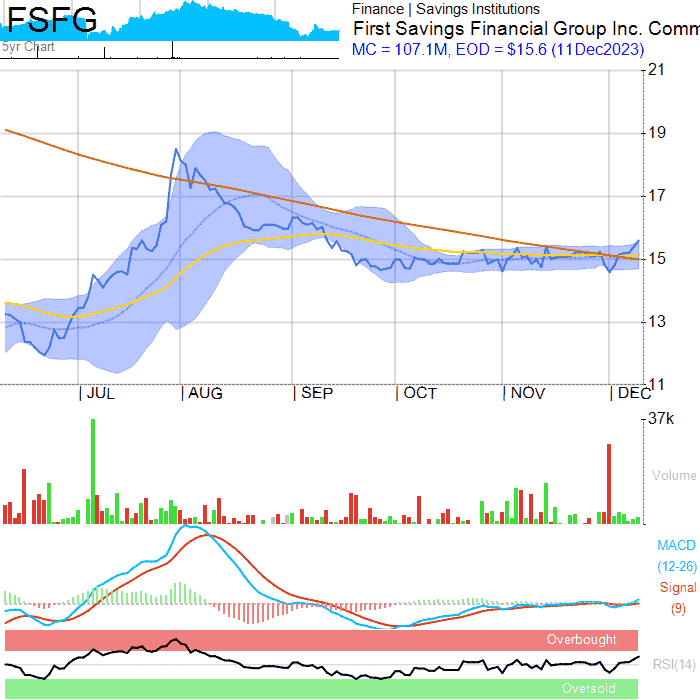 FSFG
5yr Chart
Finance | Savings Institutions
First Savings Financial Group Inc. Comm
MC = 107.1M, EOD = $15.6 (11Dec2023)
21
19
17
15
13
11
JUL AUG SEP OCT NOV DEC
37k
Volume
MACD
(12-26)
Signal
(9)
Overbought
RSI(14)
Oversold